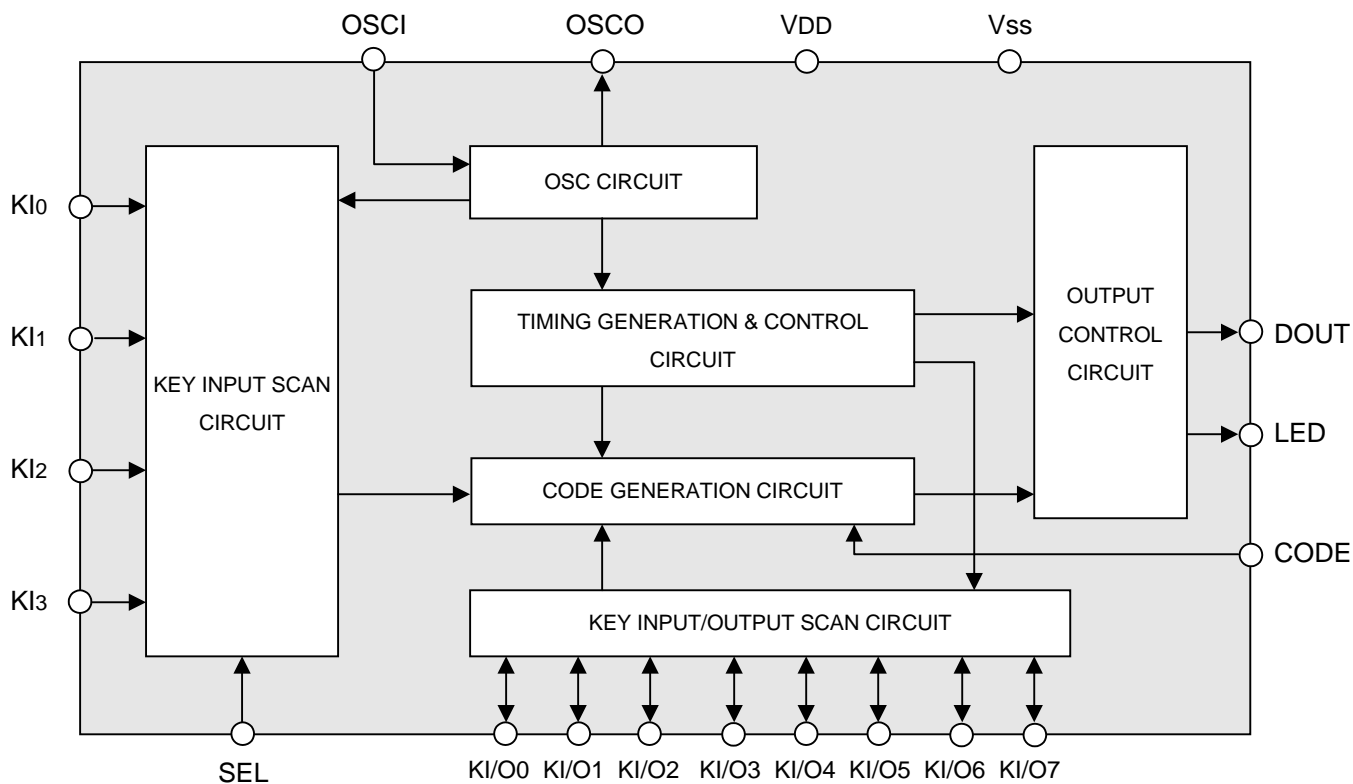 OSCI
OSCO
VDD
Vss
OSC CIRCUIT
KI0
KI1
KI2
KI3
KEY INPUT SCAN
CIRCUIT
TIMING GENERATION & CONTROL
CIRCUIT
OUTPUT
CONTROL
CIRCUIT
DOUT
LED
CODE GENERATION CIRCUIT
CODE
KEY INPUT/OUTPUT SCAN CIRCUIT
SEL
KI/O0
KI/O1
KI/O2
KI/O3
KI/O4
KI/O5
KI/O6
KI/O7